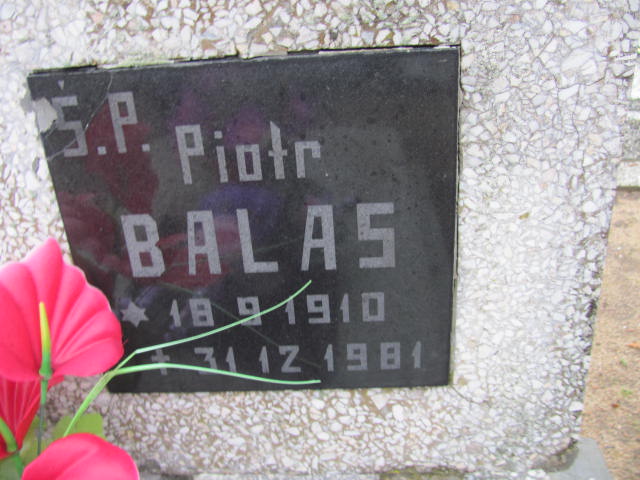 Ś.P.
Piotr
BALAS
* 18 9 1910
+ 31 12 1981